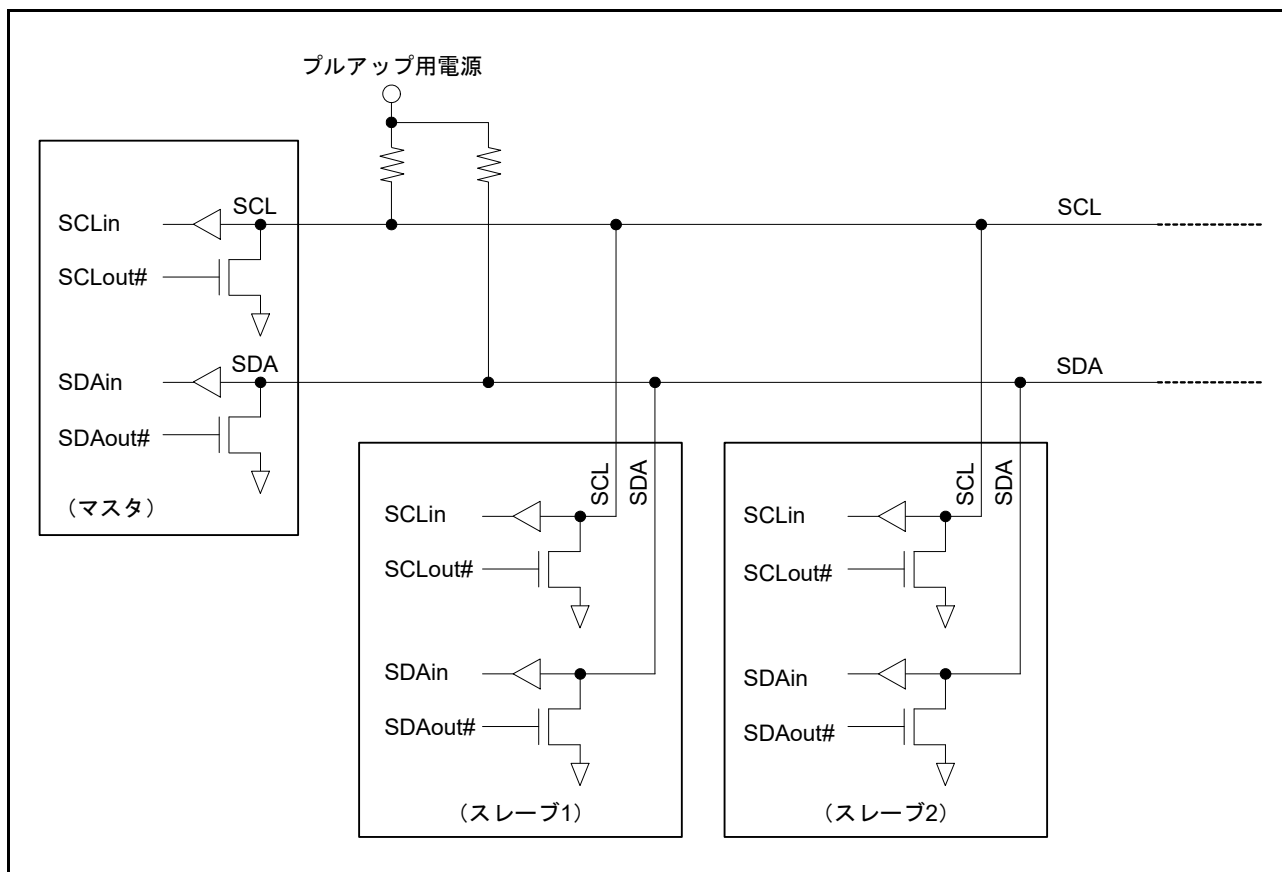 プルアップ用電源
SCLin
SCL
SCL
SCLout#
SDAin
SDA
SDA
SDAout#
(マスタ)
SCL
SDA
SCLin
SCLout#
SDAin
SDAout#
(スレーブ1)
SCL
SDA
SCLin
SCLout#
SDAin
SDAout#
(スレーブ2)